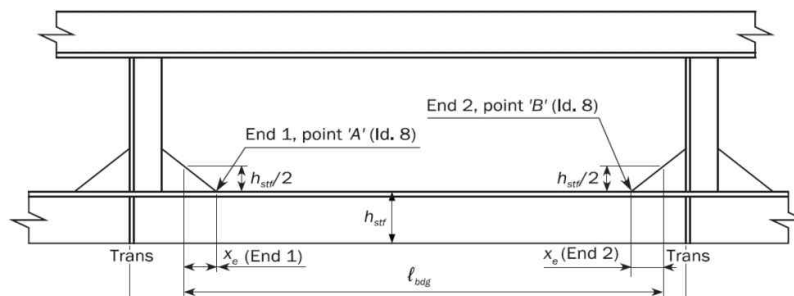 End 2, point 'B' (Id. 8)
End 1, point 'A' (Id. 8)
h_stf/2
h_stf/2
h_stf
Trans
x_e (End 1)
x_e (End 2)
Trans
ℓ_bdg